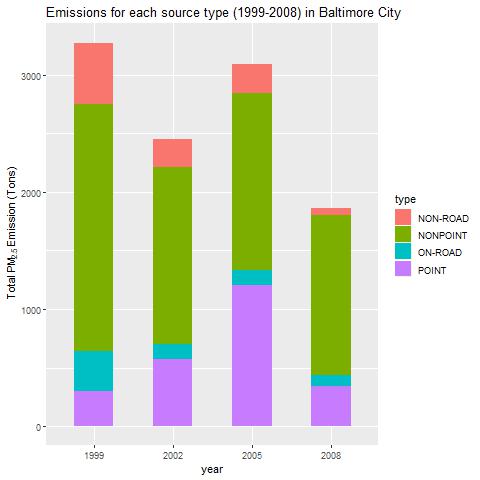 Emissions for each source type (1999-2008) in Baltimore City
Total PM2.5 Emission (Tons)
3000
2000
1000
0
1999 2002 2005 2008
year
type
NON-ROAD
NONPOINT
ON-ROAD
POINT